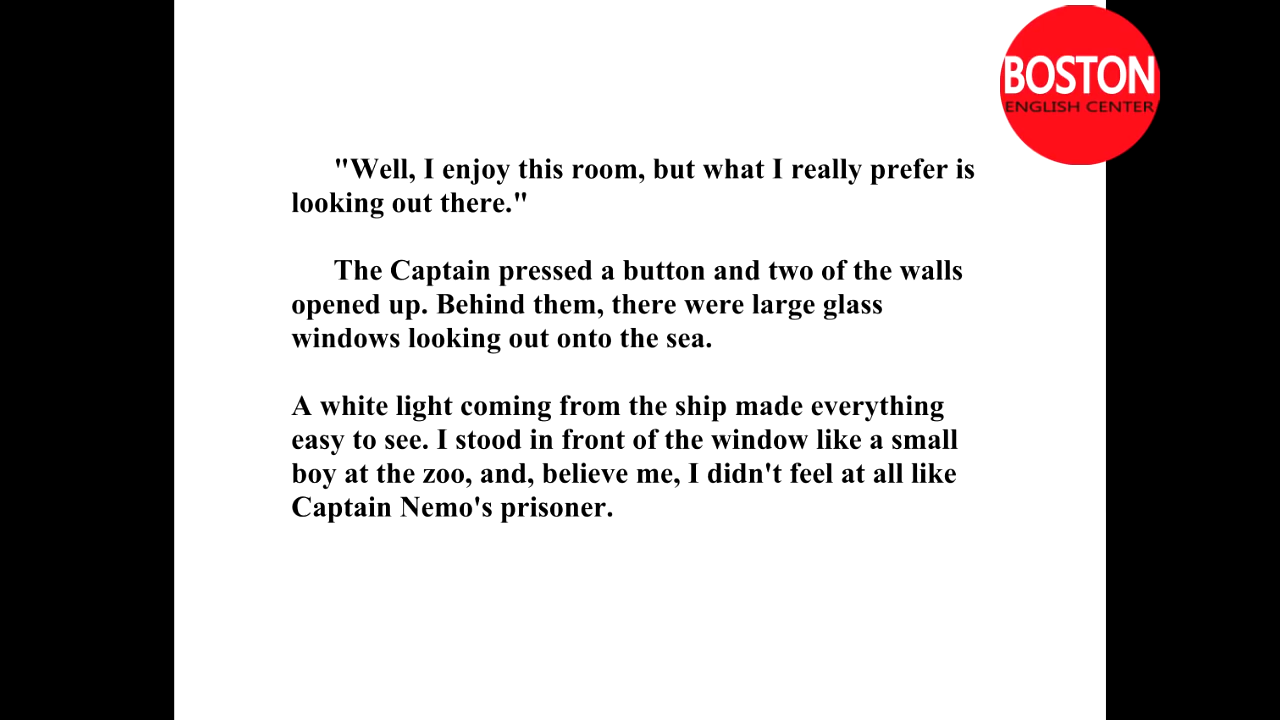 BOSTON
ENGLISH CENTER
"Well, I enjoy this room, but what I really prefer is
looking out there."
The Captain pressed a button and two of the walls
opened up. Behind them, there were large glass
windows looking out onto the sea.
A white light coming from the ship made everything
easy to see. I stood in front of the window like a small
boy at the zoo, and, believe me, I didn't feel at all like
Captain Nemo's prisoner.